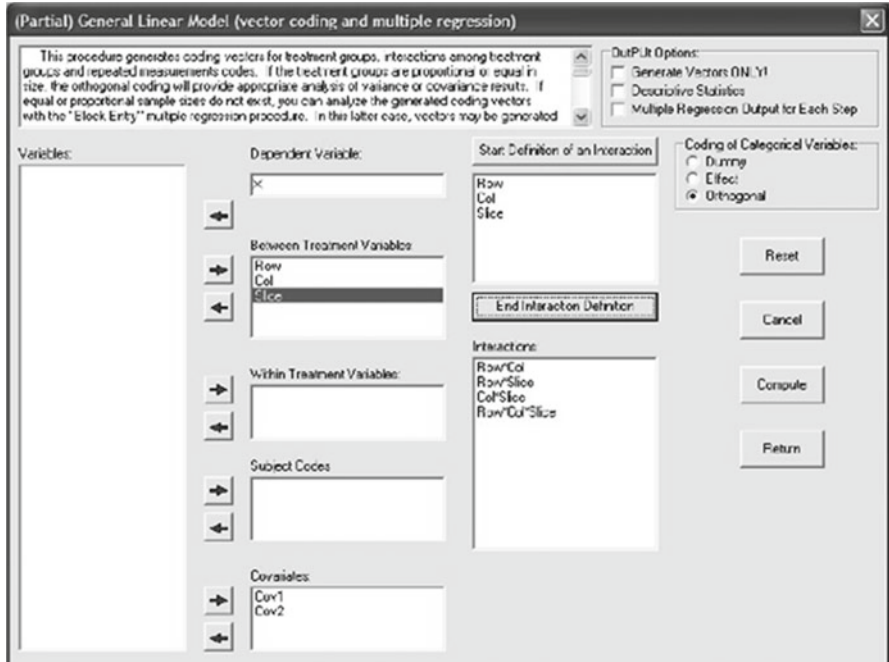 (Partial) General Linear Model (vector coding and multiple regression)
This procedure generates coding vectors for treatment groups, interactions among treatment
groups and repeated measurements codes. If the treatment groups are proportional or equal in
size, the orthogonal coding will provide appropriate analysis of variance or covariance results. If
equal or proportional sample sizes do not exist, you can analyze the generated coding vectors
with the "Block Entry" multiple regression procedure. In this latter case, vectors may be generated
OutPUt Options:
Generate Vectors ONLY!
Descriptive Statistics
Multiple Regression Output for Each Step
Variables:
Dependent Variable:
X
Between Treatment Variables:
Row
Col
Slice
Within Treatment Variables:
Subject Codes
Covariates:
Cov1
Cov2
Start Definition of an Interaction
Row
Col
Slice
End Interaction Definition
Interactions:
Row*Col
Row*Slice
Col*Slice
Row*Col*Slice
Coding of Categorical Variables:
Dummy
Effect
Orthogonal
Reset
Cancel
Compute
Return